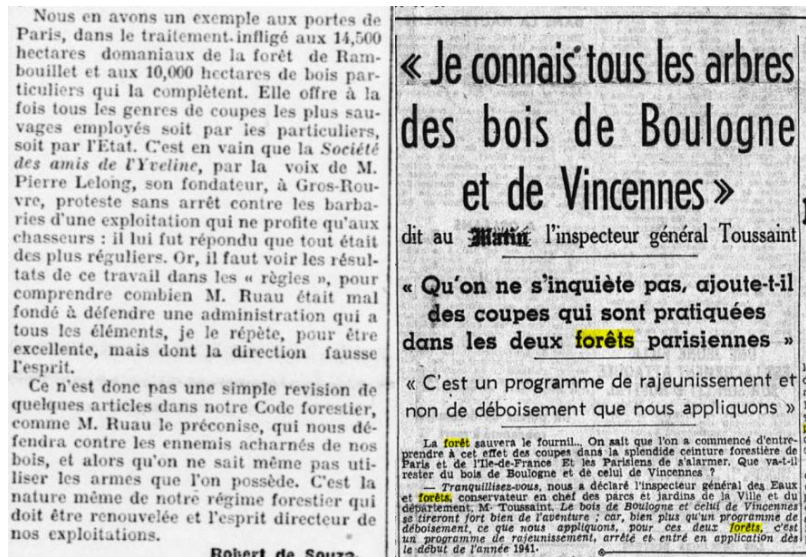 Nous en avons un exemple aux portes de
Paris, dans le traitement infligé aux 14,500
hectares domaniaux de la forêt de Ram-
bouillet et aux 10,000 hectares de bois par-
ticuliers qui la complètent. Elle offre à la
fois tous les genres de coupes les plus sau-
vages employés soit par les particuliers,
soit par l'Etat. C'est en vain que la Société
des amis de l'Yveline, par la voix de M.
Pierre Lelong, son fondateur, à Gros-Rou-
vre, proteste sans arrêt contre les barba-
ries d'une exploitation qui ne profite qu'aux
chasseurs : il lui fut répondu que tout était
des plus réguliers. Or, il faut voir les résul-
tats de ce travail dans les « règles », pour
comprendre combien M. Ruau était mal
fondé à défendre une administration qui a
tous les éléments, je le répète, pour être
excellente, mais dont la direction fausse
l'esprit.
Ce n'est donc pas une simple revision de
quelques articles dans notre Code forestier,
comme M. Ruau le préconise, qui nous dé-
fendra contre les ennemis acharnés de nos
bois, et alors qu'on ne sait même pas uti-
liser les armes que l'on possède. C'est la
nature même de notre régime forestier qui
doit être renouvelée et l'esprit directeur de
nos exploitations.
Robert de Souza.
« Je connais tous les arbres
des bois de Boulogne
et de Vincennes »
dit au Matin l'inspecteur général Toussaint
« Qu'on ne s'inquiète pas, ajoute-t-il
des coupes qui sont pratiquées
dans les deux forêts parisiennes »
« C'est un programme de rajeunissement et
non de déboisement que nous appliquons »
La forêt sauvera le fournil... On sait que l'on a commencé d'entre-
prendre à cet effet des coupes dans la splendide ceinture forestière de
Paris et de l'Ile-de-France Et les Parisiens de s'alarmer. Que va-t-il
rester du bois de Boulogne et de celui de Vincennes ?
— Tranquillisez-vous, nous a déclaré l'inspecteur général des Eaux
et forêts, conservateur en chef des parcs et jardins de la Ville et du
département, M. Toussaint. Le bois de Boulogne et celui de Vincennes
se tireront fort bien de l'aventure ; car, bien plus qu'un programme de
déboisement, ce que nous appliquons, pour ces deux forêts, c'est
un programme de rajeunissement, arrêté et entré en application dès
le début de l'année 1941.